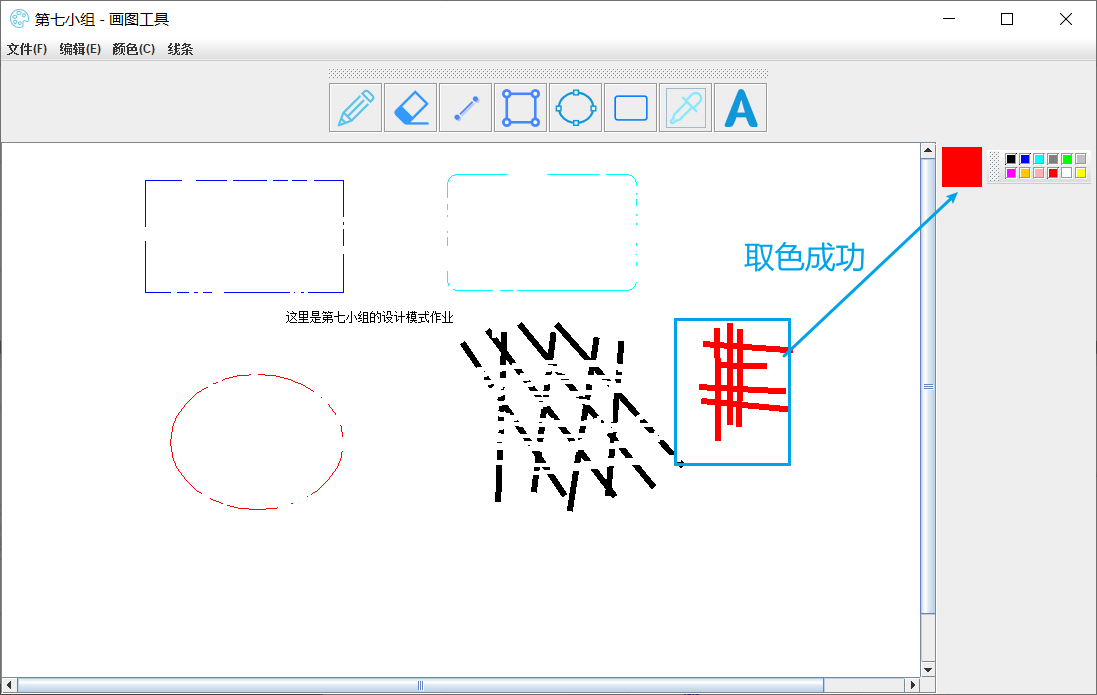 第七小组 - 画图工具
文件(F) 编辑(E) 颜色(C) 线条
A
取色成功
这里是第七小组的设计模式作业